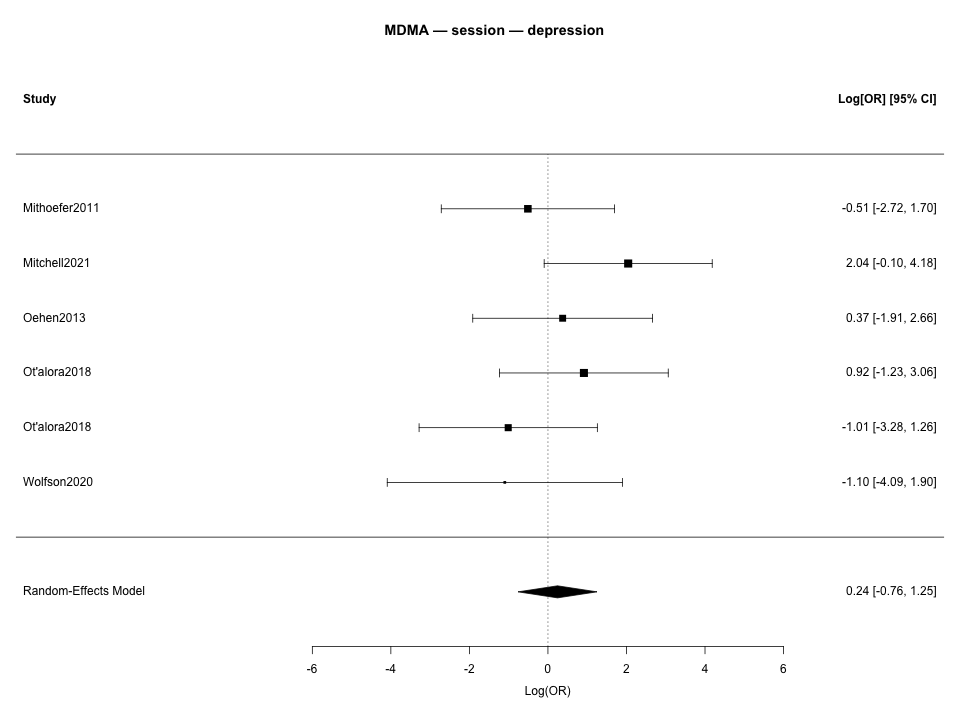 MDMA — session — depression
Study Log[OR] [95% CI]
Mithoefer2011 -0.51 [-2.72, 1.70]
Mitchell2021 2.04 [-0.10, 4.18]
Oehen2013 0.37 [-1.91, 2.66]
Ot'alora2018 0.92 [-1.23, 3.06]
Ot'alora2018 -1.01 [-3.28, 1.26]
Wolfson2020 -1.10 [-4.09, 1.90]
Random-Effects Model 0.24 [-0.76, 1.25]
-6 -4 -2 0 2 4 6
Log(OR)